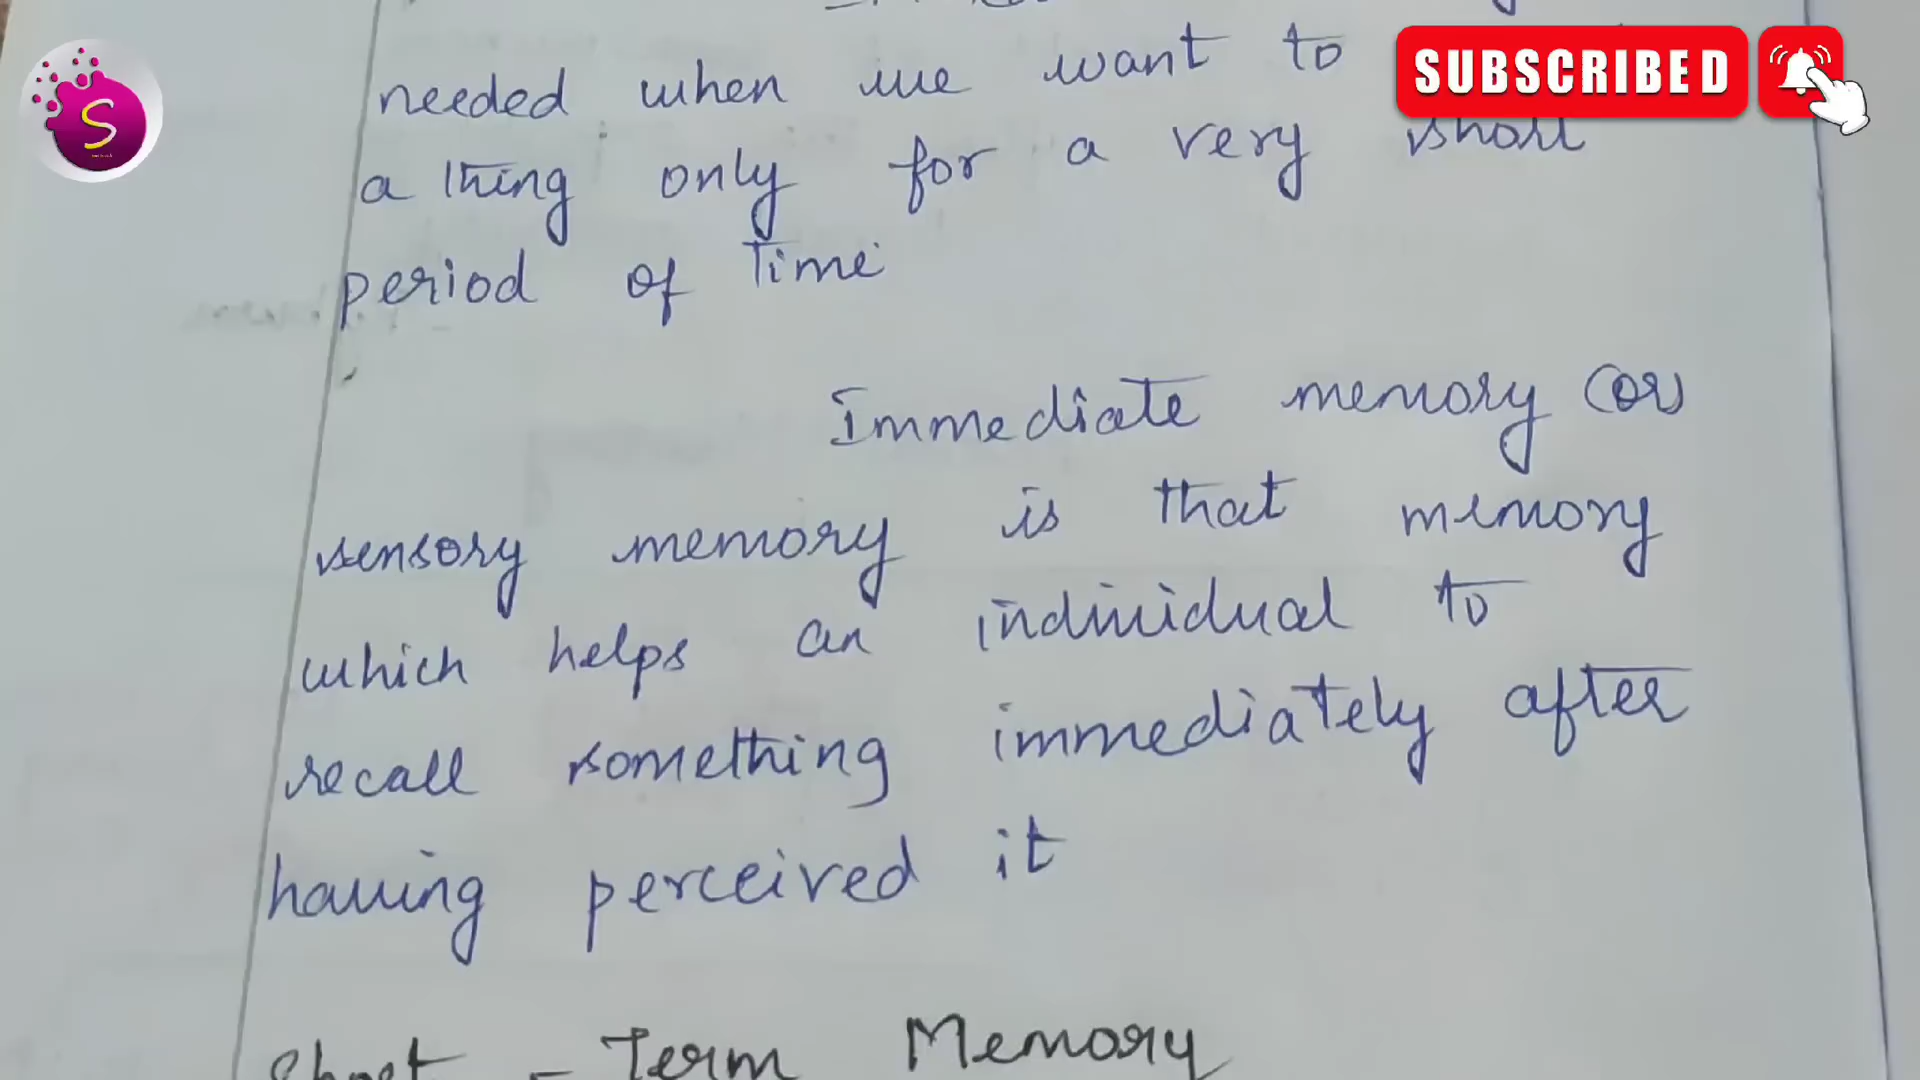 needed when we want to
SUBSCRIBED
a thing only for a very short
period of time
Immediate memory (or)
sensory memory is that memory
which helps an individual to
recall something immediately after
having perceived it
Short - Term Memory
S